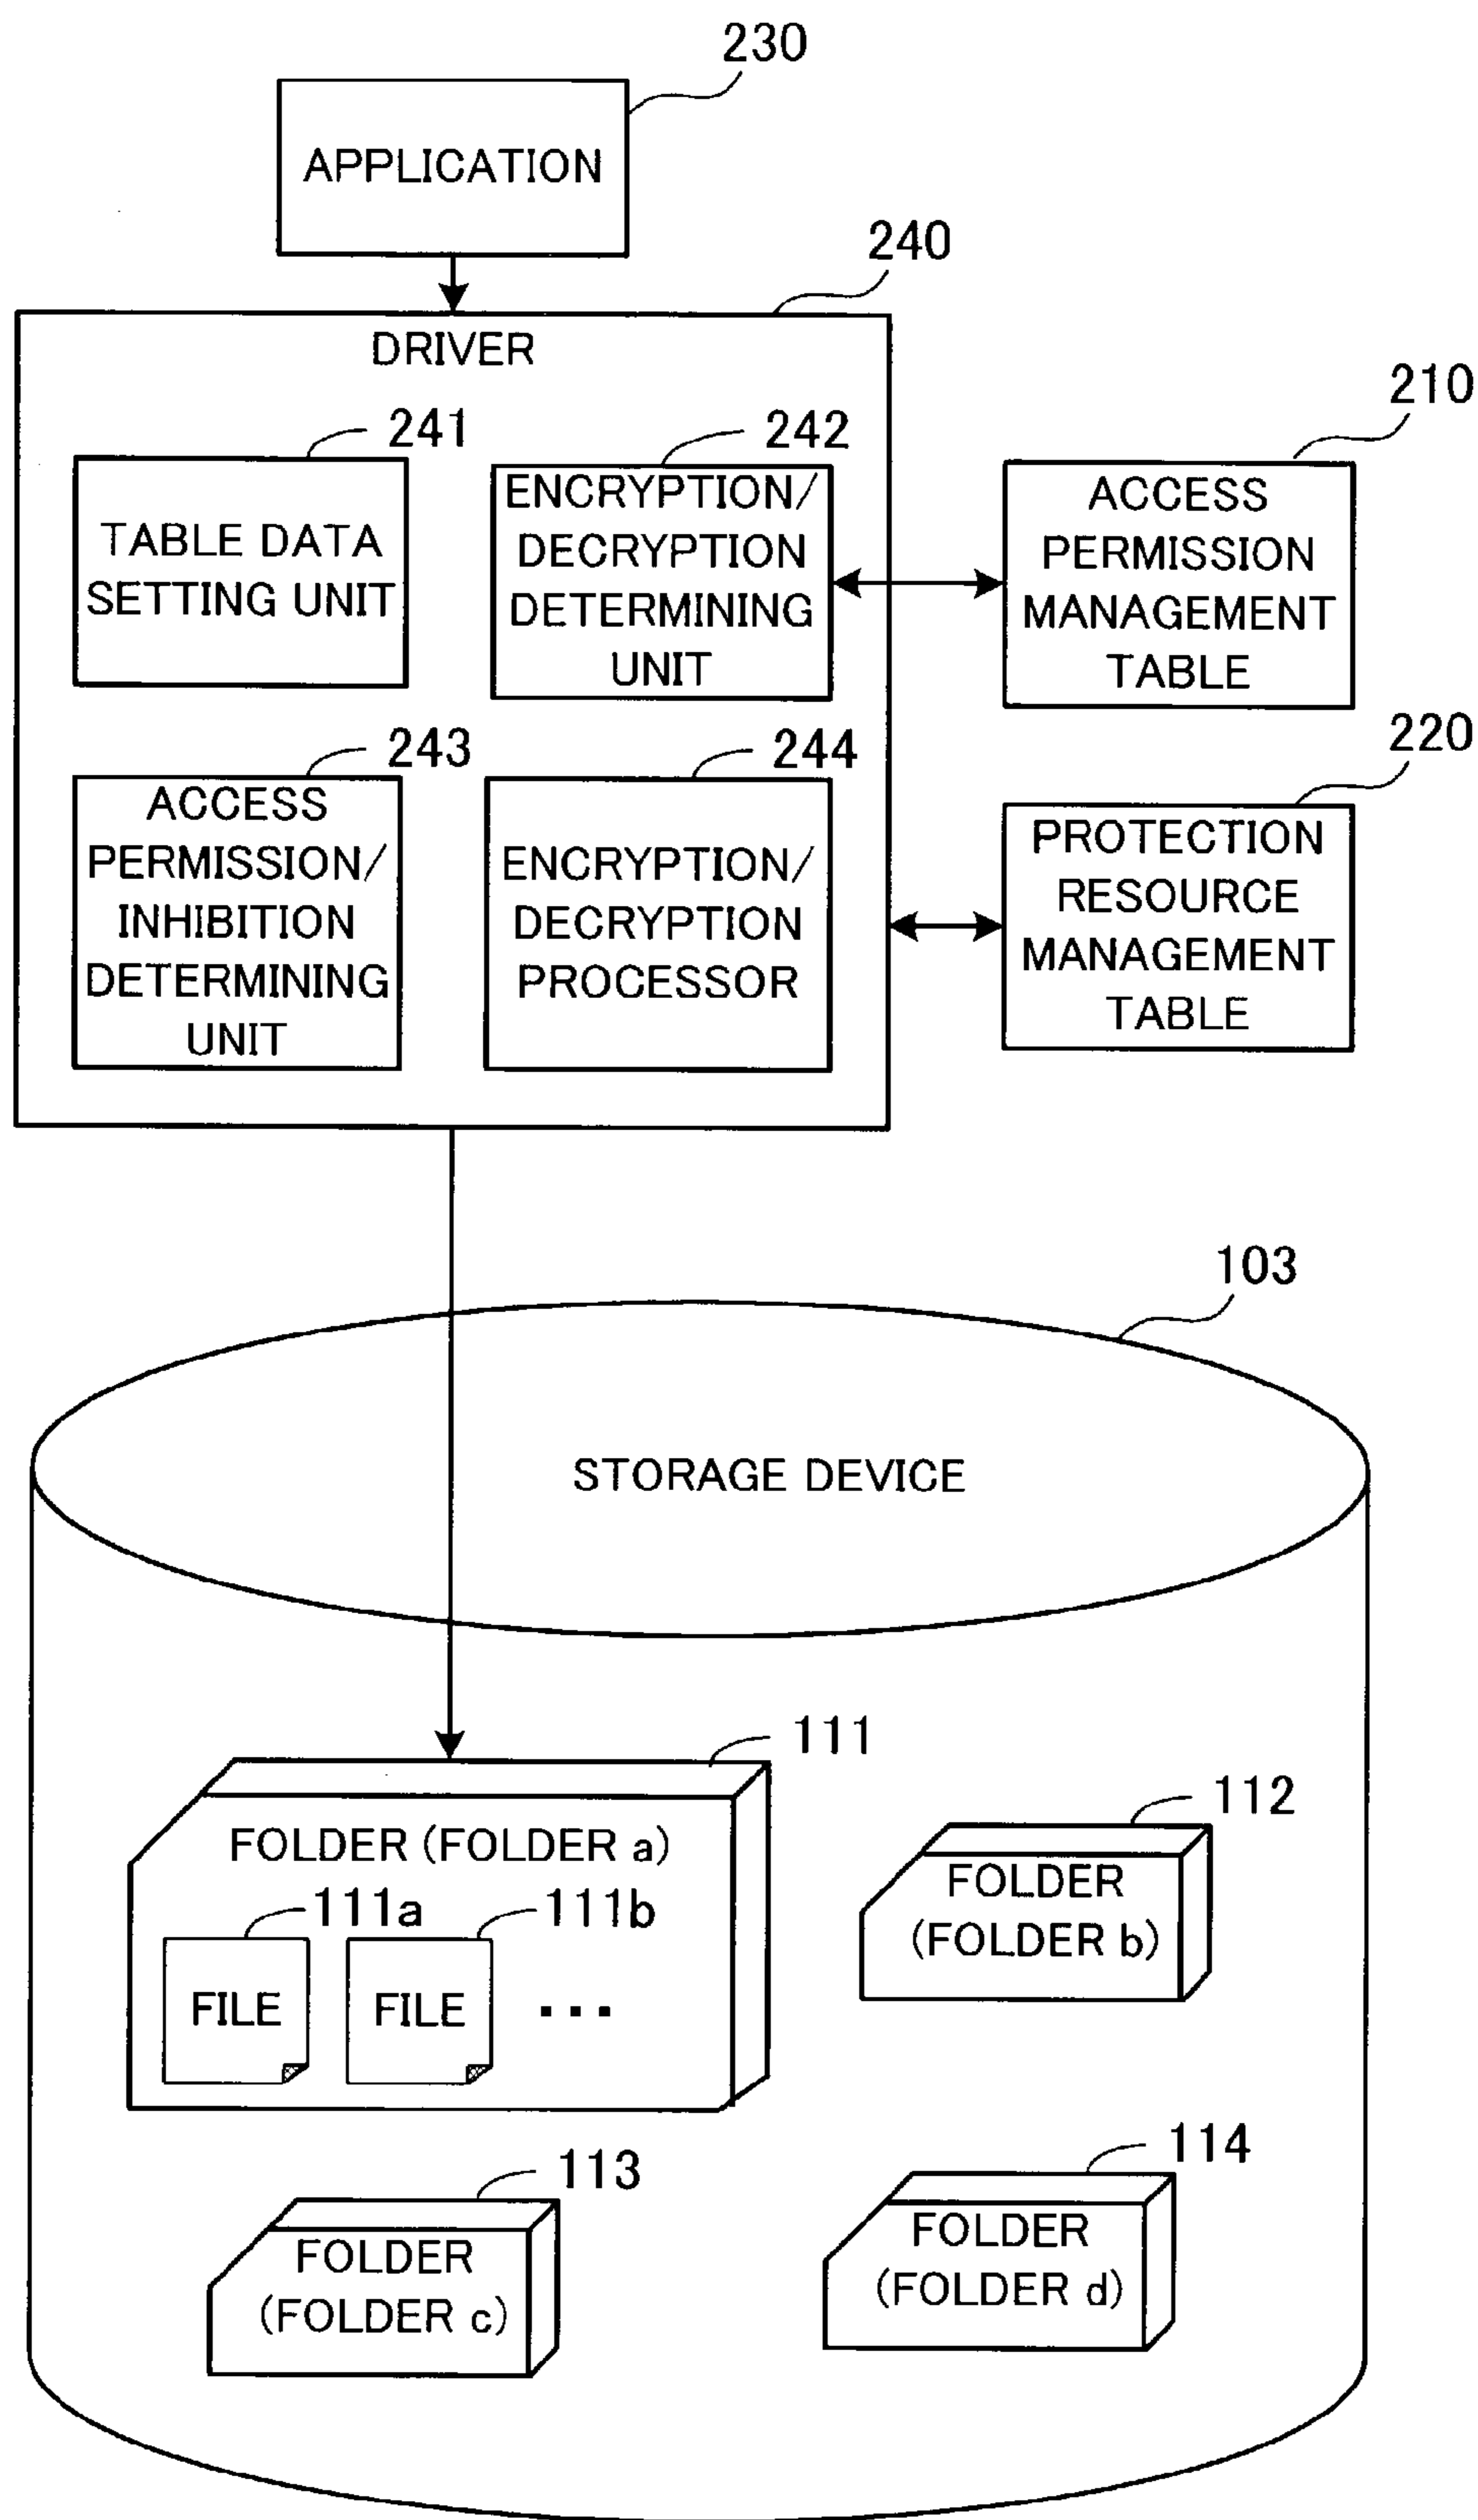 230
APPLICATION
240
DRIVER
210
241
242
TABLE DATA
SETTING UNIT
ENCRYPTION/
DECRYPTION
DETERMINING
UNIT
ACCESS
PERMISSION
MANAGEMENT
TABLE
243
244
220
ACCESS
PERMISSION/
INHIBITION
DETERMINING
UNIT
ENCRYPTION/
DECRYPTION
PROCESSOR
PROTECTION
RESOURCE
MANAGEMENT
TABLE
103
STORAGE DEVICE
111
FOLDER (FOLDER a)
111a
111b
FILE
FILE
...
112
FOLDER
(FOLDER b)
113
FOLDER
(FOLDER c)
114
FOLDER
(FOLDER d)